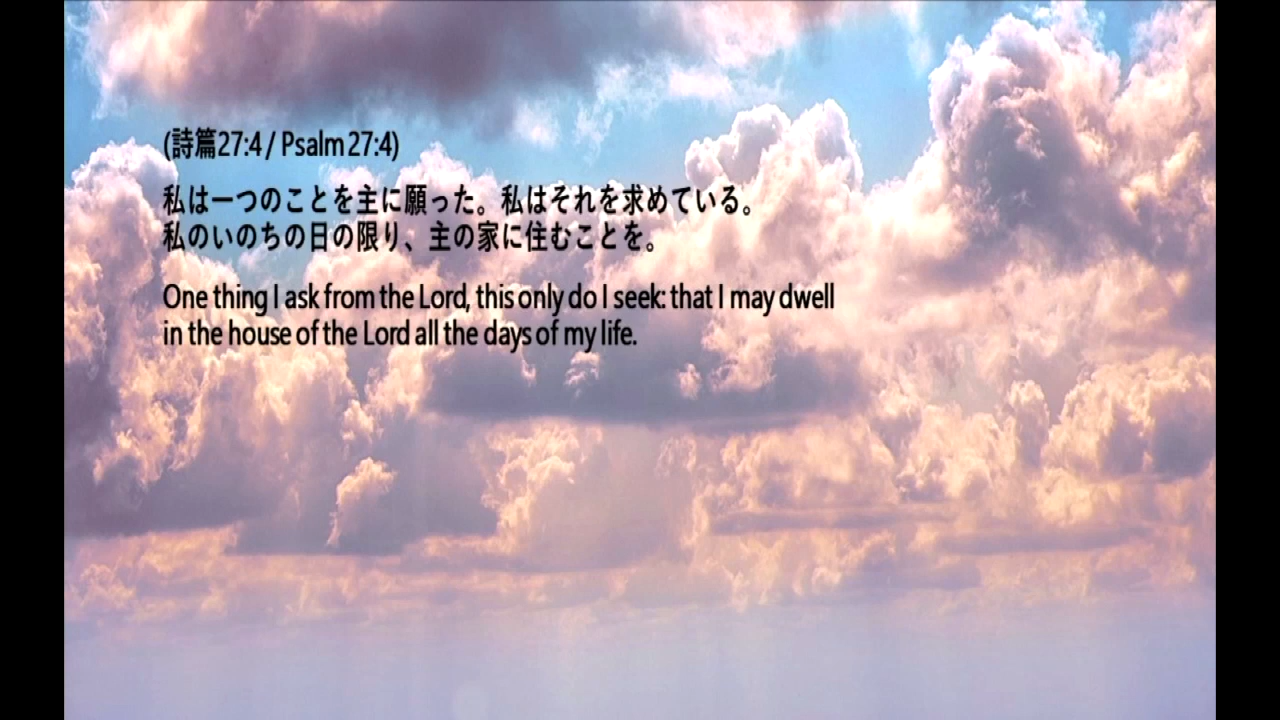 (詩篇27:4 / Psalm 27:4)
私は一つのことを主に願った。私はそれを求めている。
私のいのちの日の限り、主の家に住むことを。
One thing I ask from the Lord, this only do I seek: that I may dwell
in the house of the Lord all the days of my life.